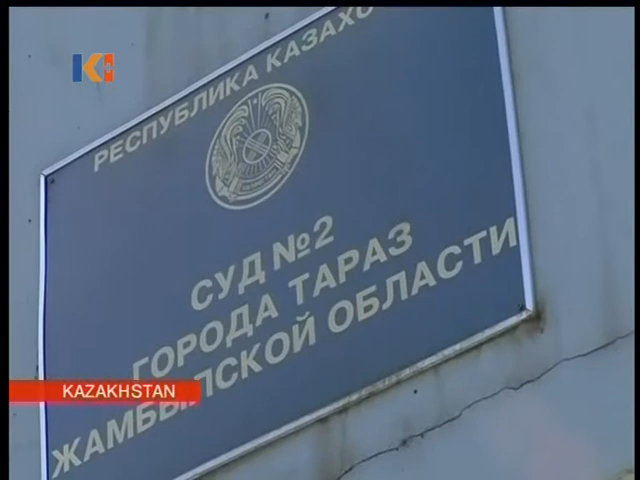 РЕСПУБЛИКА КАЗАХС
СУД №2
ГОРОДА ТАРАЗ
ЖАМБЫЛСКОЙ ОБЛАСТИ
KAZAKHSTAN